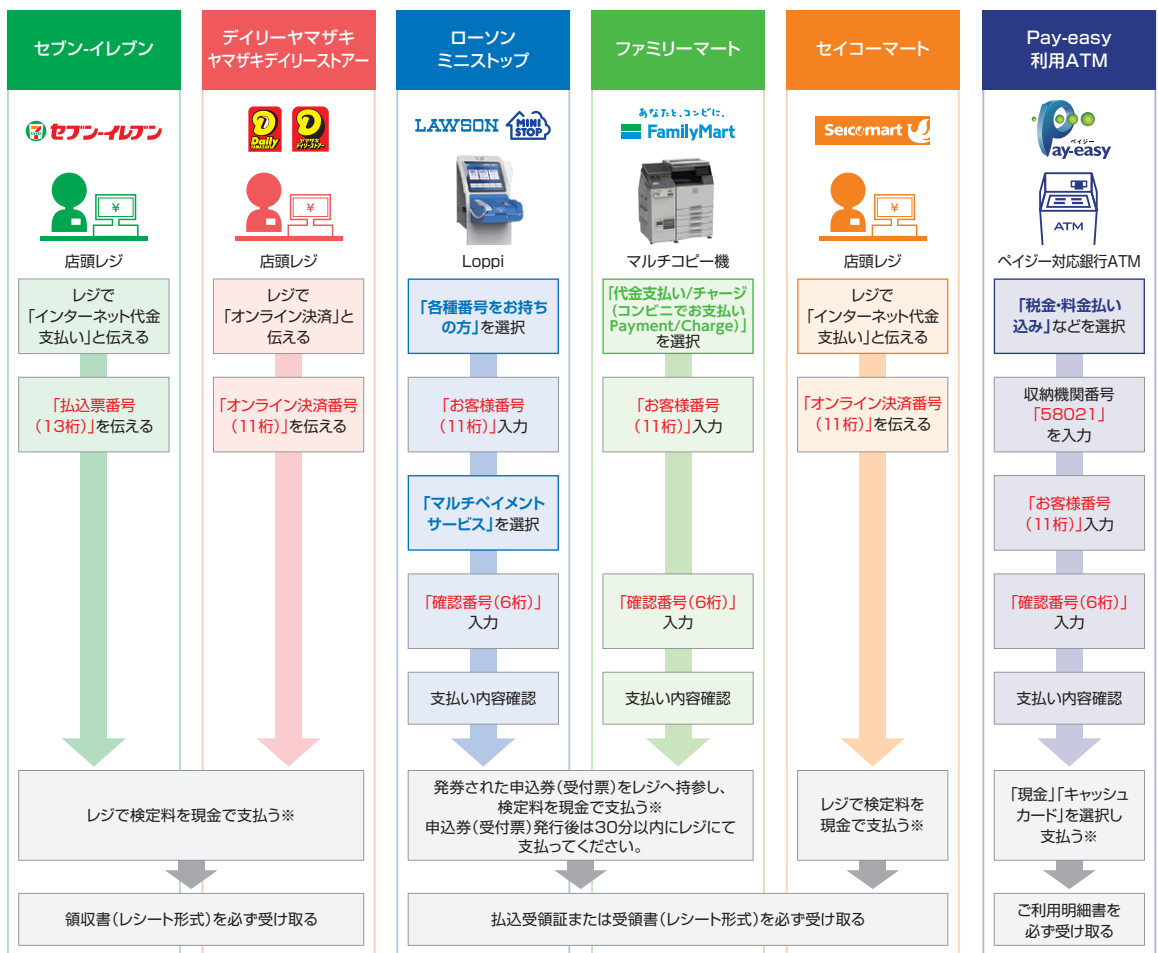 セブン-イレブン
セブン-イレブン
店頭レジ
レジで
「インターネット代金
支払い」と伝える
「払込票番号
（13桁）」を伝える
デイリーヤマザキ
ヤマザキデイリーストアー
Daily
YAMAZAKI
ヤマザキ
デイリーストアー
店頭レジ
レジで
「オンライン決済」と
伝える
「オンライン決済番号
（11桁）」を伝える
レジで検定料を現金で支払う※
領収書（レシート形式）を必ず受け取る
ローソン
ミニストップ
LAWSON
MINI
STOP
Loppi
「各種番号をお持ち
の方」を選択
「お客様番号
（11桁）」入力
「マルチペイメント
サービス」を選択
「確認番号（6桁）」
入力
支払い内容確認
ファミリーマート
あなたと、コンビに、
FamilyMart
マルチコピー機
「代金支払い/チャージ
（コンビニでお支払い
Payment/Charge）」
を選択
「お客様番号
（11桁）」入力
「確認番号（6桁）」
入力
支払い内容確認
発券された申込券（受付票）をレジへ持参し、
検定料を現金で支払う※
申込券（受付票）発行後は30分以内にレジにて
支払ってください。
セイコーマート
Seicomart
店頭レジ
レジで
「インターネット代金
支払い」と伝える
「オンライン決済番号
（11桁）」を伝える
レジで検定料を
現金で支払う※
払込受領証または受領書（レシート形式）を必ず受け取る
Pay-easy
利用ATM
ペイジー
Pay-easy
ATM
ペイジー対応銀行ATM
「税金・料金払い
込み」などを選択
収納機関番号
「58021」
を入力
「お客様番号
（11桁）」入力
「確認番号（6桁）」
入力
支払い内容確認
「現金」「キャッシュ
カード」を選択し
支払う※
ご利用明細書を
必ず受け取る